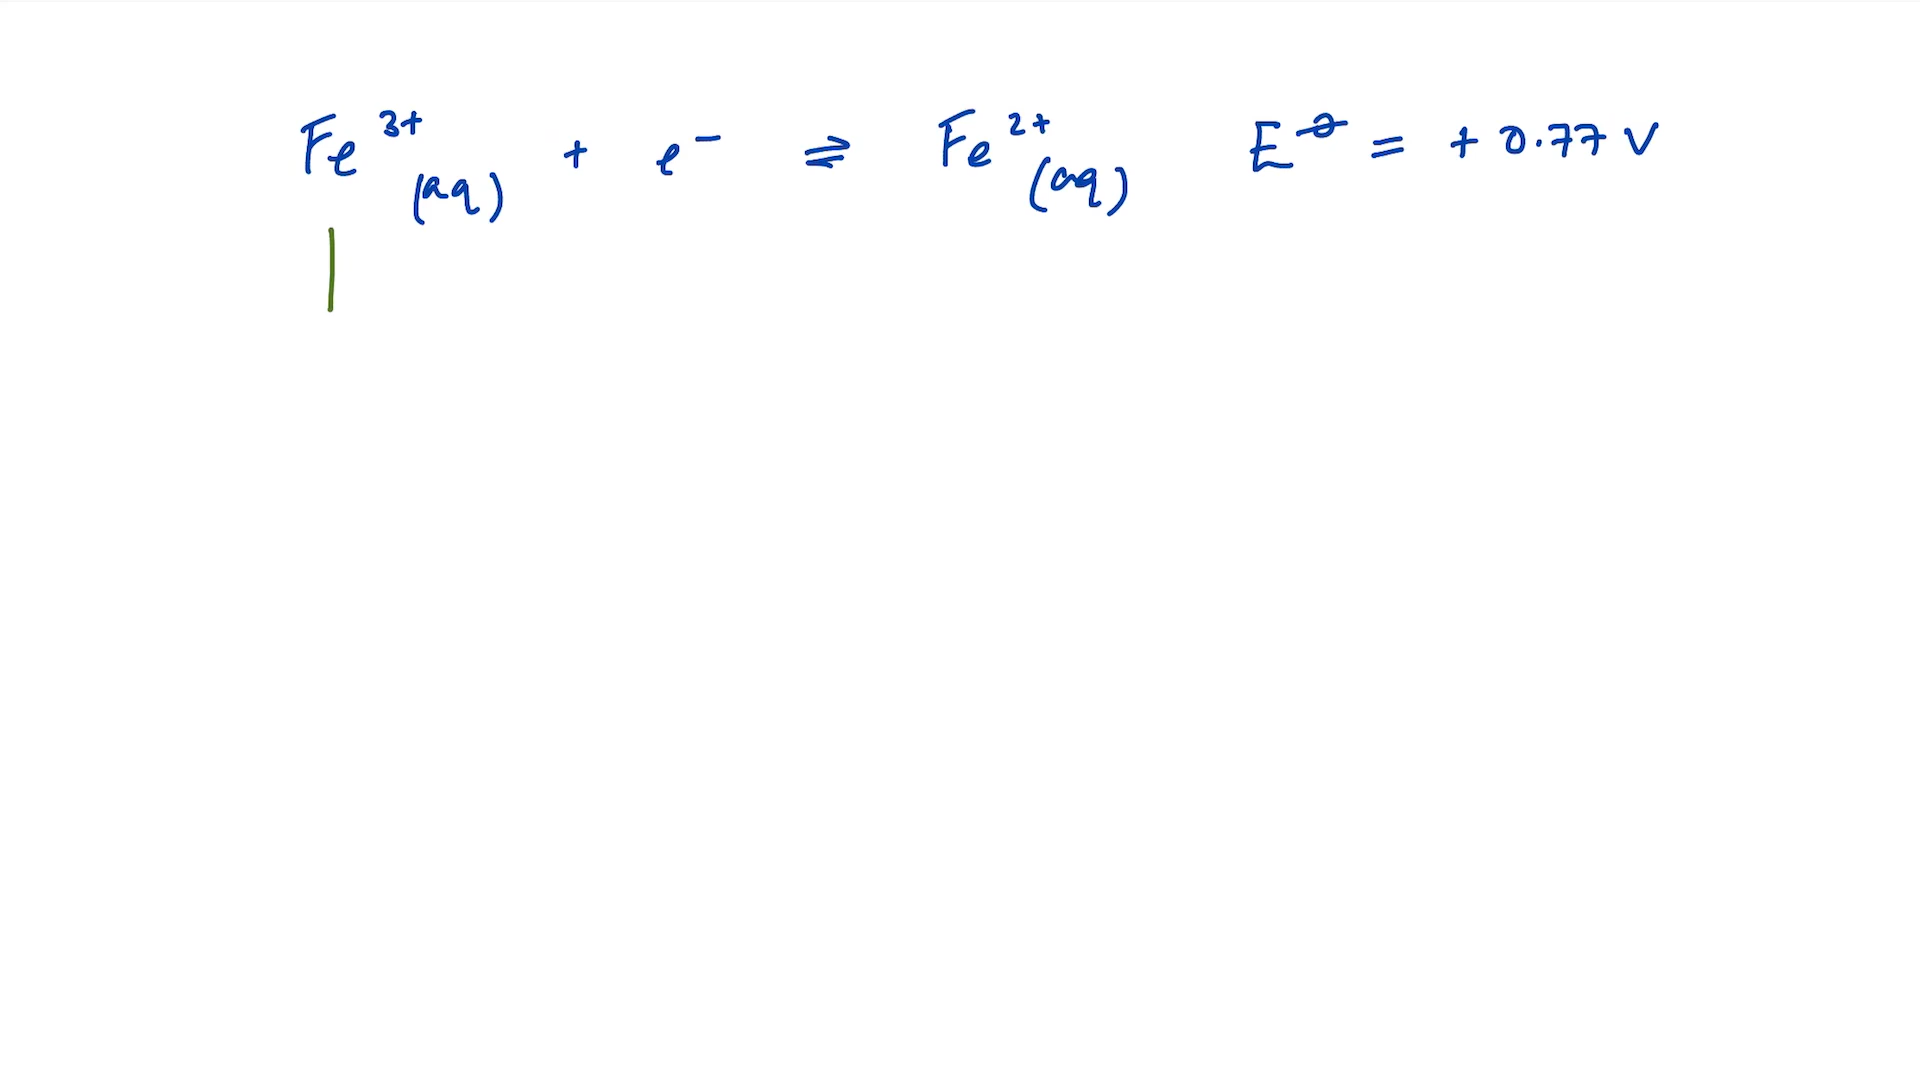 Fe³⁺(aq) + e⁻ ⇌ Fe²⁺(aq) E^⦵ = + 0.77 V